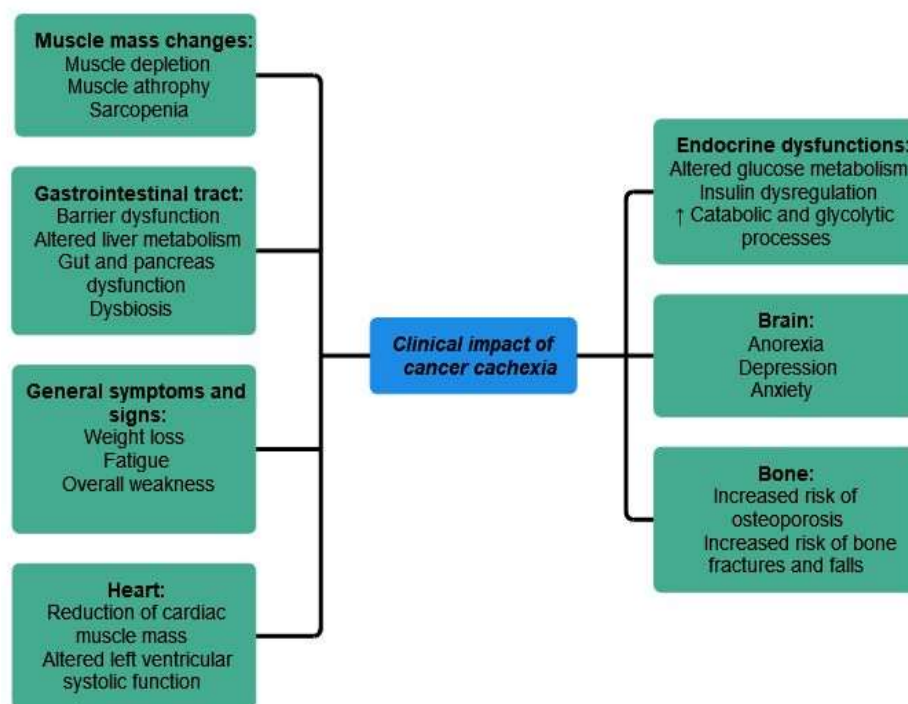 Muscle mass changes:
Muscle depletion
Muscle athrophy
Sarcopenia
Gastrointestinal tract:
Barrier dysfunction
Altered liver metabolism
Gut and pancreas
dysfunction
Dysbiosis
General symptoms and
signs:
Weight loss
Fatigue
Overall weakness
Heart:
Reduction of cardiac
muscle mass
Altered left ventricular
systolic function
Clinical impact of
cancer cachexia
Endocrine dysfunctions:
Altered glucose metabolism
Insulin dysregulation
↑ Catabolic and glycolytic
processes
Brain:
Anorexia
Depression
Anxiety
Bone:
Increased risk of
osteoporosis
Increased risk of bone
fractures and falls